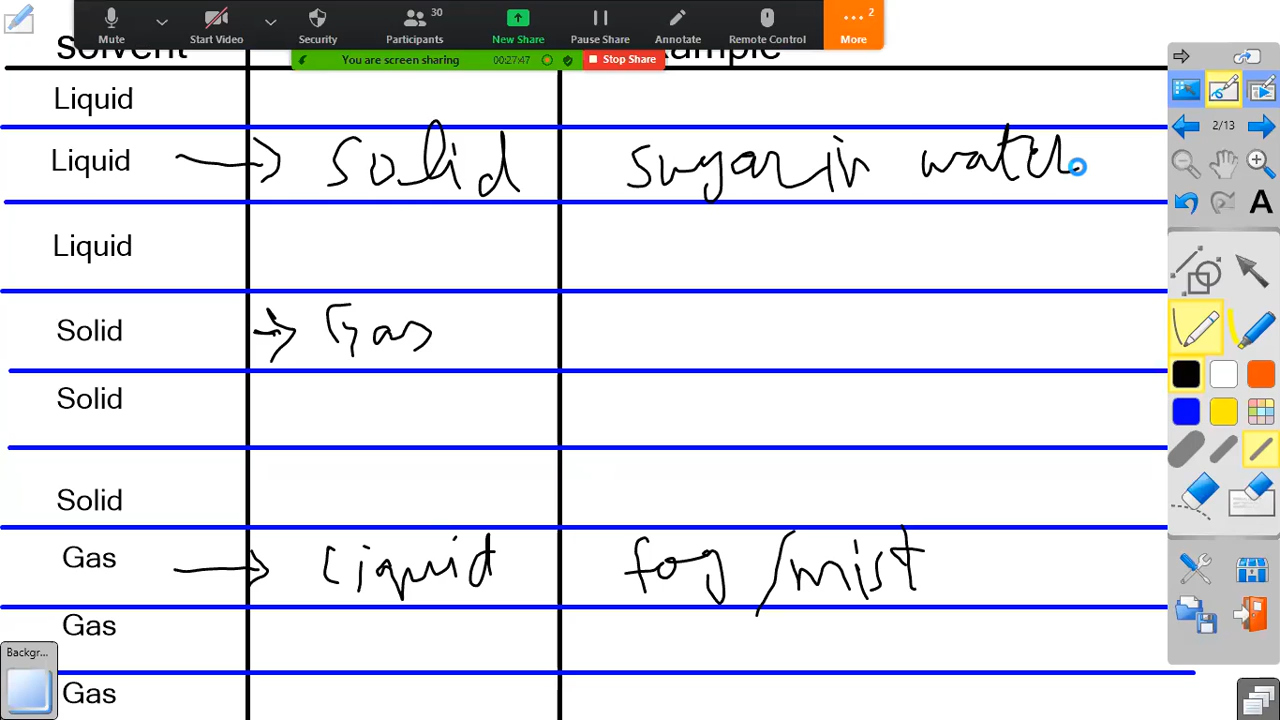 30
2
Mute
Start Video
Security
Participants
New Share
Pause Share
Annotate
Remote Control
More
You are screen sharing
00:27:47
Stop Share
Solvent
Liquid
Liquid → Solid sugar in wate
Liquid
Solid → Gas
Solid
Solid
Gas → Liquid fog /mist
Gas
Gas
2/13
A
Backgr...